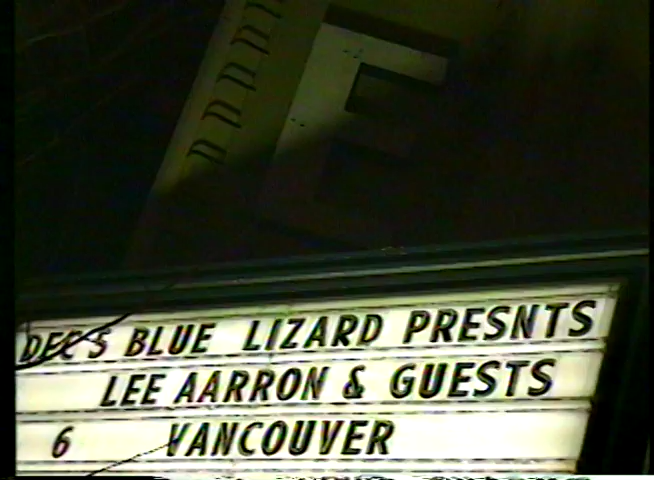 E
DEC 5 BLUE LIZARD PRESNTS
LEE AARRON & GUESTS
6 VANCOUVER